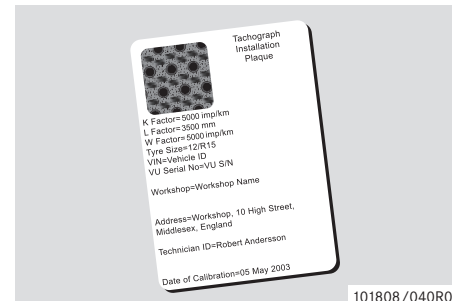 Tachograph
Installation
Plaque
K Factor=5000 imp/km
L Factor=3500 mm
W Factor=5000 imp/km
Tyre Size=12/R15
VIN=Vehicle ID
VU Serial No=VU S/N
Workshop=Workshop Name
Address=Workshop, 10 High Street,
Middlesex, England
Technician ID=Robert Andersson
Date of Calibration=05 May 2003
101808/040R0